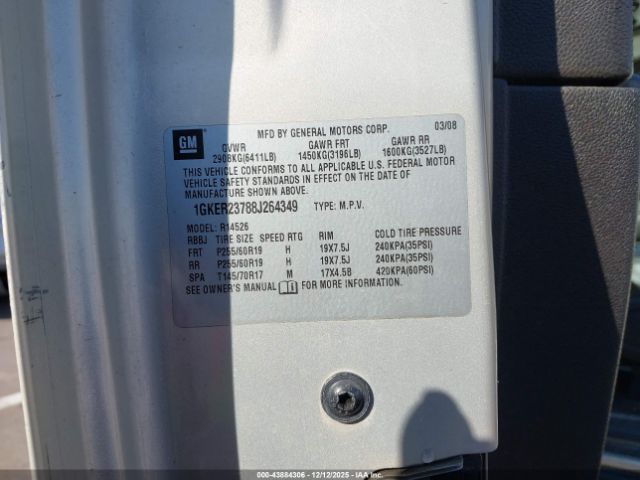 GM
MFD BY GENERAL MOTORS CORP. 03/08
GVWR GAWR FRT GAWR RR
2908KG(6411LB) 1450KG(3196LB) 1600KG(3527LB)
THIS VEHICLE CONFORMS TO ALL APPLICABLE U.S. FEDERAL MOTOR
VEHICLE SAFETY STANDARDS IN EFFECT ON THE DATE OF
MANUFACTURE SHOWN ABOVE.
1GKER23788J264349 TYPE: M.P.V.
MODEL: R14526
RBBJ TIRE SIZE SPEED RTG RIM COLD TIRE PRESSURE
FRT P255/60R19 H 19X7.5J 240KPA(35PSI)
RR P255/60R19 H 19X7.5J 240KPA(35PSI)
SPA T145/70R17 M 17X4.5B 420KPA(60PSI)
SEE OWNER'S MANUAL FOR MORE INFORMATION.
000-43884306 • 12/12/2025 • IAAI.COM